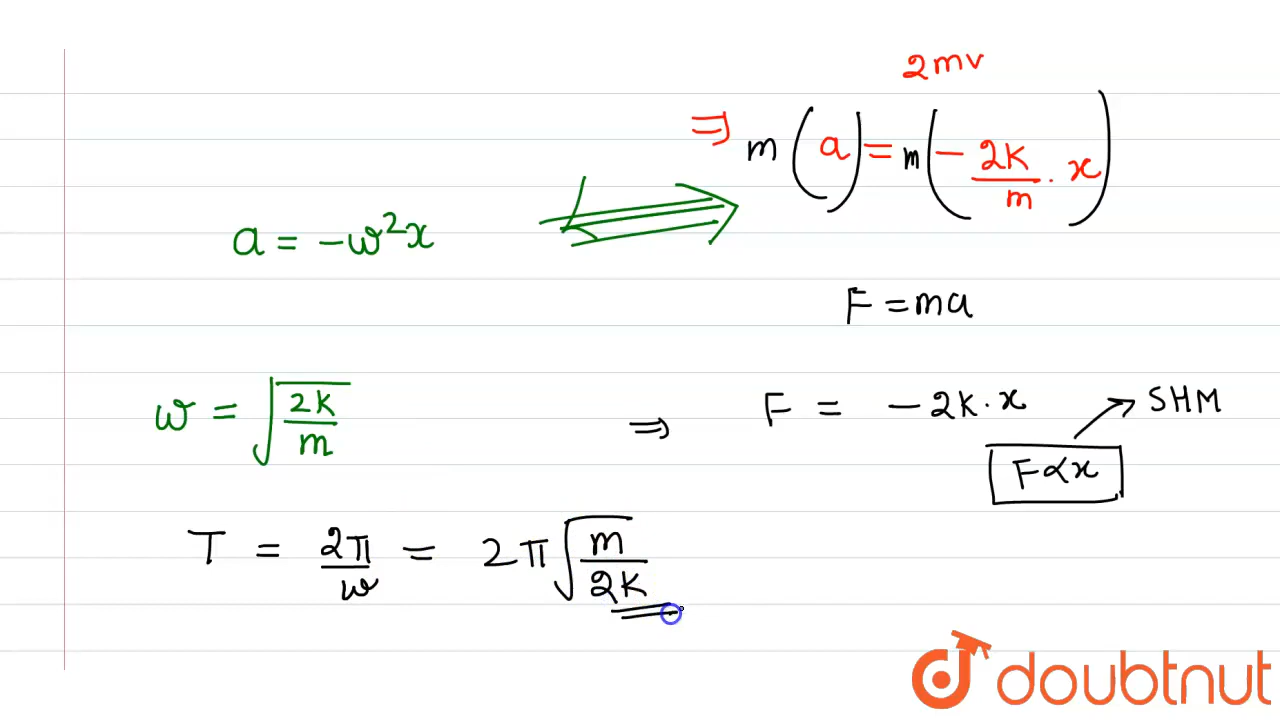 2mv
⇒ m(a) = m(- 2K/m . x)
a = -ω²x
F = ma
ω = √(2K/m)
⇒ F = -2K.x
SHM
F∝x
T = 2π/ω = 2π√(m/2K)
doubtnut